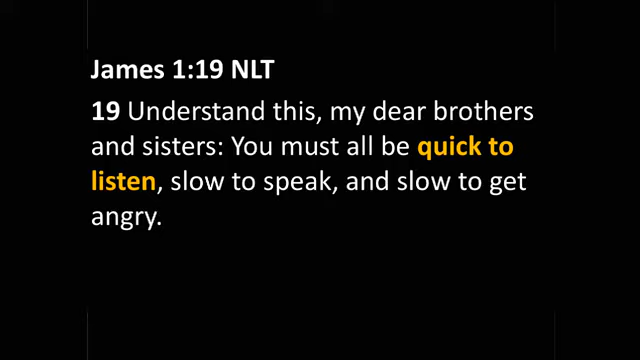 James 1:19 NLT
19 Understand this, my dear brothers
and sisters: You must all be quick to
listen, slow to speak, and slow to get
angry.